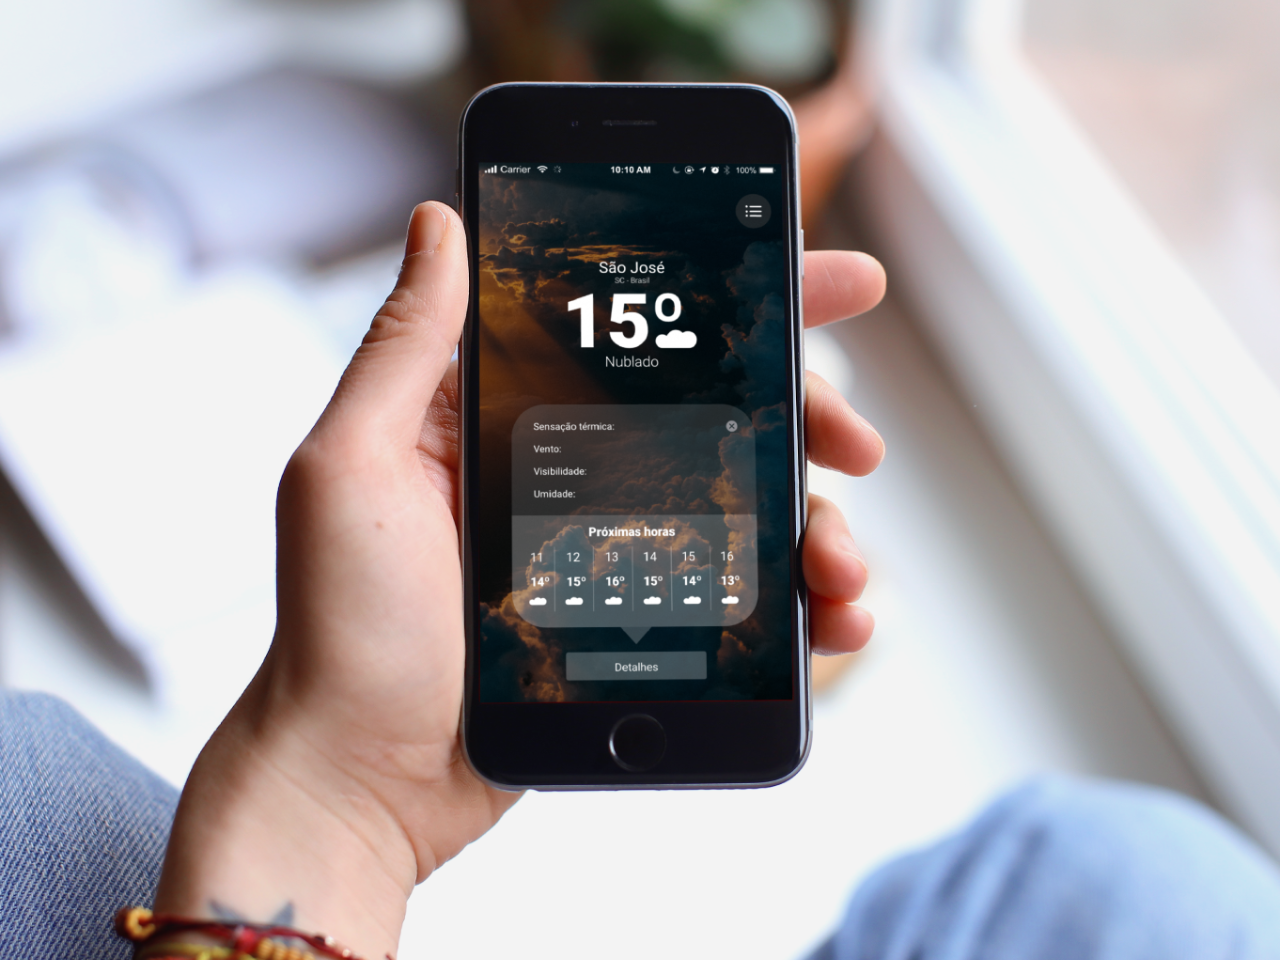 Carrier 10:10 AM 100%
São José
SC - Brasil
15º
Nublado
Sensação térmica:
Vento:
Visibilidade:
Umidade:
Próximas horas
11 12 13 14 15 16
14º 15º 16º 15º 14º 13º
Detalhes